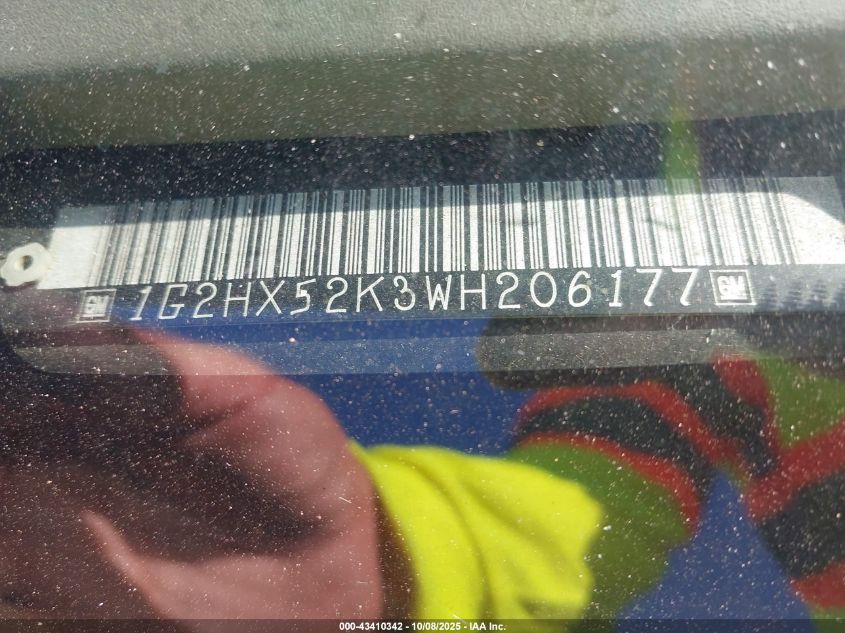 GM 1G2HX52K3WH206177 GM
000-43410342 - 10/08/2025 - IAA Inc.